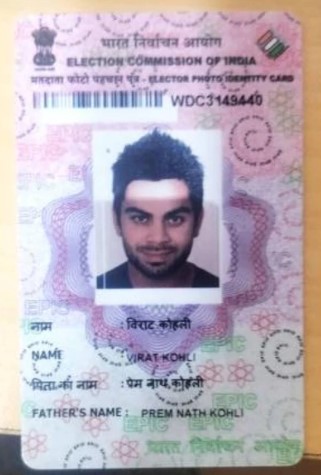 भारत निर्वाचन आयोग
ELECTION COMMISSION OF INDIA
मतदाता फोटो पहचान पत्र - ELECTOR PHOTO IDENTITY CARD
WDC3149440
नाम : विराट कोहली
NAME : VIRAT KOHLI
पिता का नाम : प्रेम नाथ कोहली
FATHER'S NAME : PREM NATH KOHLI
EPIC
EPIC EPIC
भारत निर्वाचन आयोग